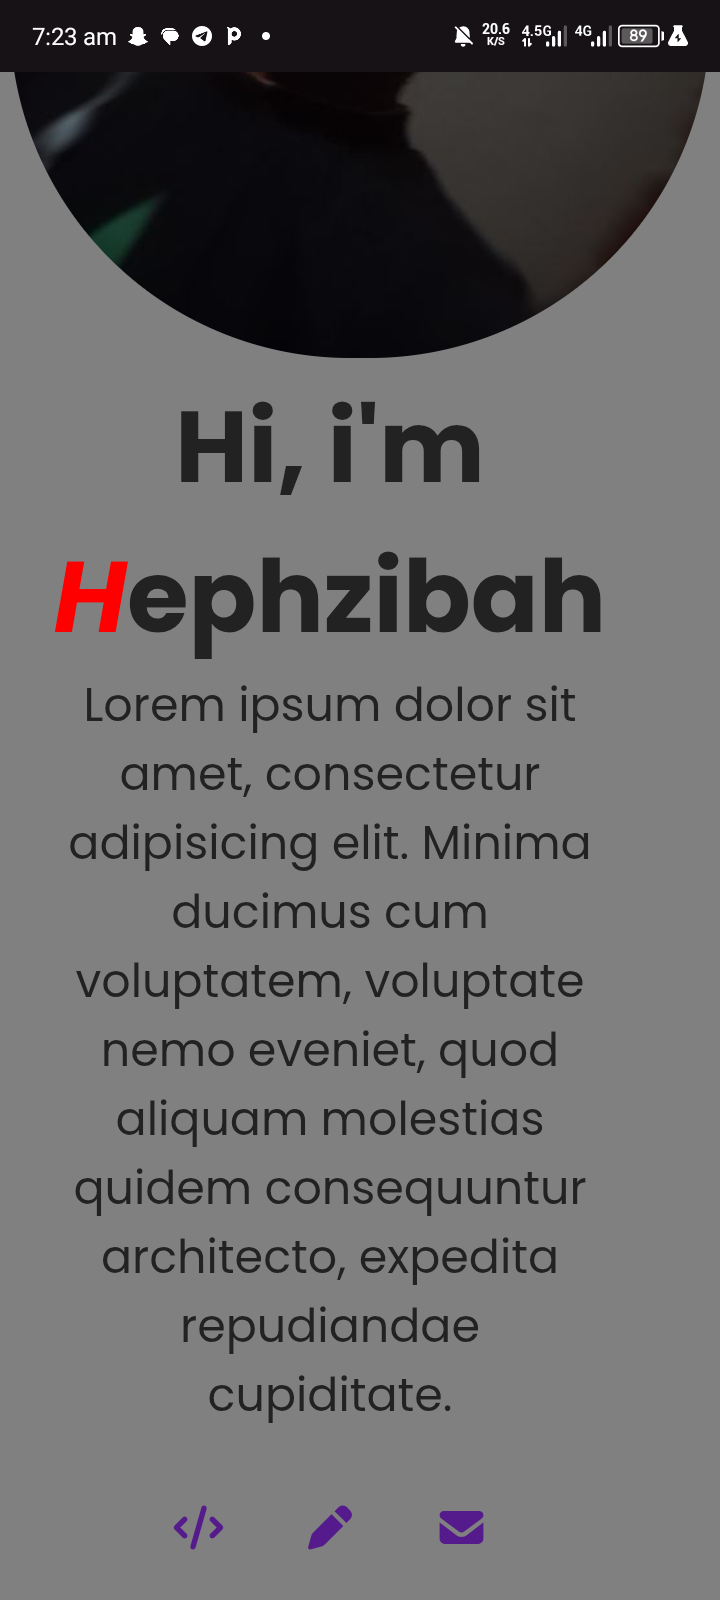 7:23 am
20.6 K/S 4.5G 4G 89
Hi, i'm
Hephzibah
Lorem ipsum dolor sit
amet, consectetur
adipisicing elit. Minima
ducimus cum
voluptatem, voluptate
nemo eveniet, quod
aliquam molestias
quidem consequuntur
architecto, expedita
repudiandae
cupiditate.